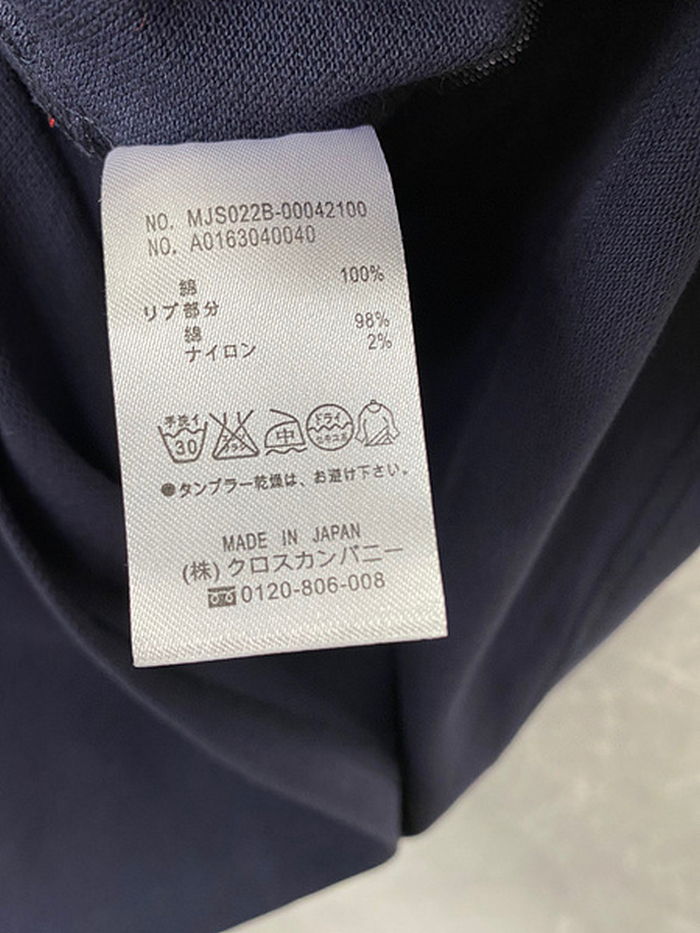 NO. MJS022B-00042100
NO. A0163040040
綿 100%
リブ部分
綿 98%
ナイロン 2%
手洗イ 30 中 ドライ
●タンブラー乾燥は、お避け下さい。
MADE IN JAPAN
(株)クロスカンパニー
0120-806-008